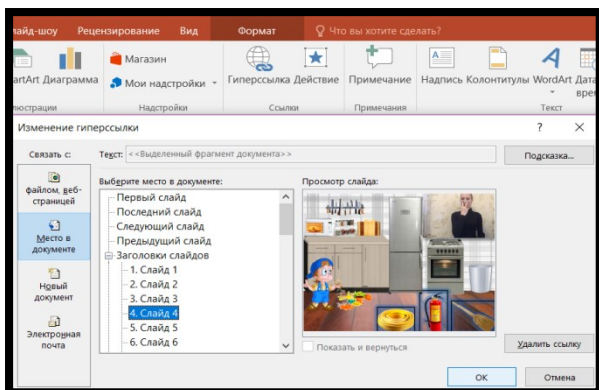 лайд-шоу Рецензирование Вид Формат Что вы хотите сделать?
artArt Диаграмма
Магазин
Мои надстройки
Гиперссылка Действие Примечание Надпись Колонтитулы WordArt Дата
врем
люстрации Надстройки Ссылки Примечания Текст
Изменение гиперссылки ? ×
Связать с: Текст: <<Выделенный фрагмент документа>> Подсказка...
файлом, веб-
страницей
Место в
документе
Новый
документ
Электронная
почта
Выберите место в документе:
Первый слайд
Последний слайд
Следующий слайд
Предыдущий слайд
Заголовки слайдов
1. Слайд 1
2. Слайд 2
3. Слайд 3
4. Слайд 4
5. Слайд 5
6. Слайд 6
Просмотр слайда:
Показать и вернуться
Удалить ссылку
ОК Отмена